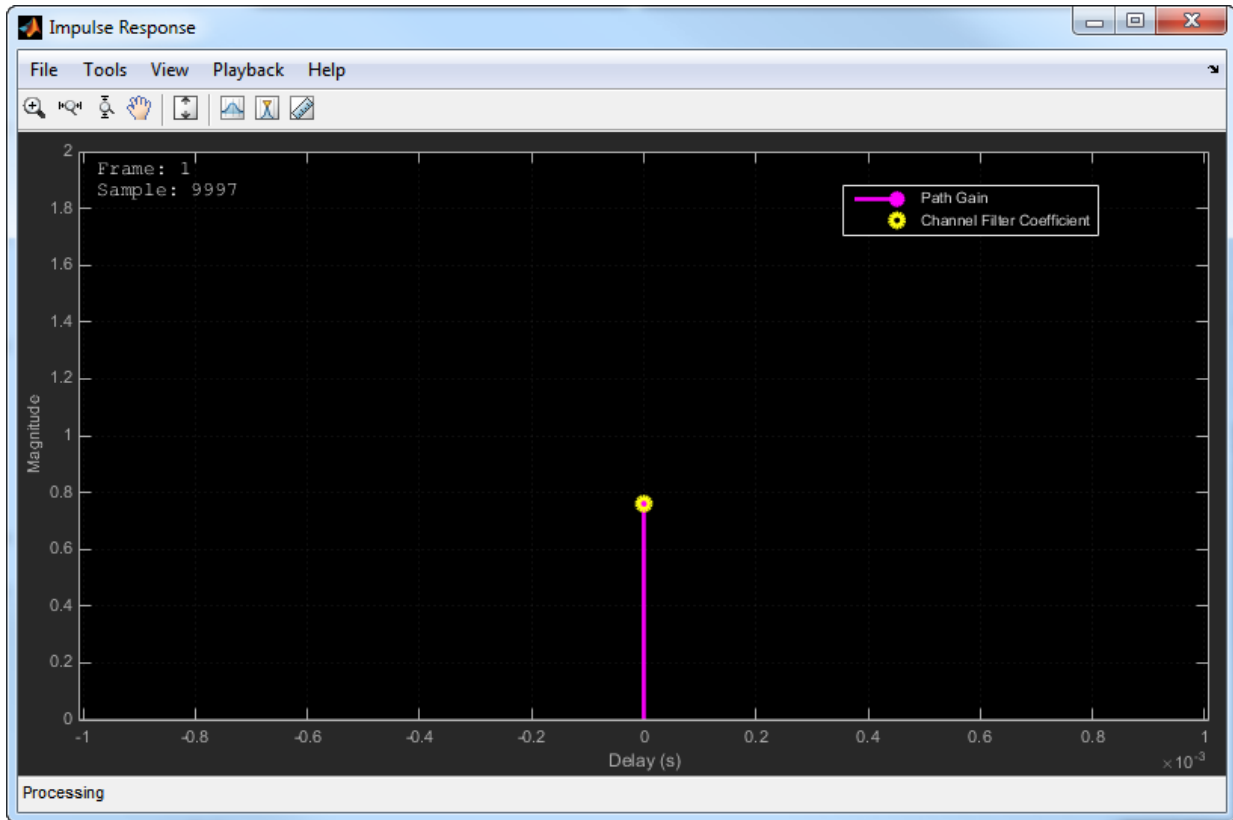 Impulse Response
File Tools View Playback Help
Frame: 1
Sample: 9997
Path Gain
Channel Filter Coefficient
2
1.8
1.6
1.4
1.2
1
0.8
0.6
0.4
0.2
0
Magnitude
-1 -0.8 -0.6 -0.4 -0.2 0 0.2 0.4 0.6 0.8 1
Delay (s)
×10⁻³
Processing